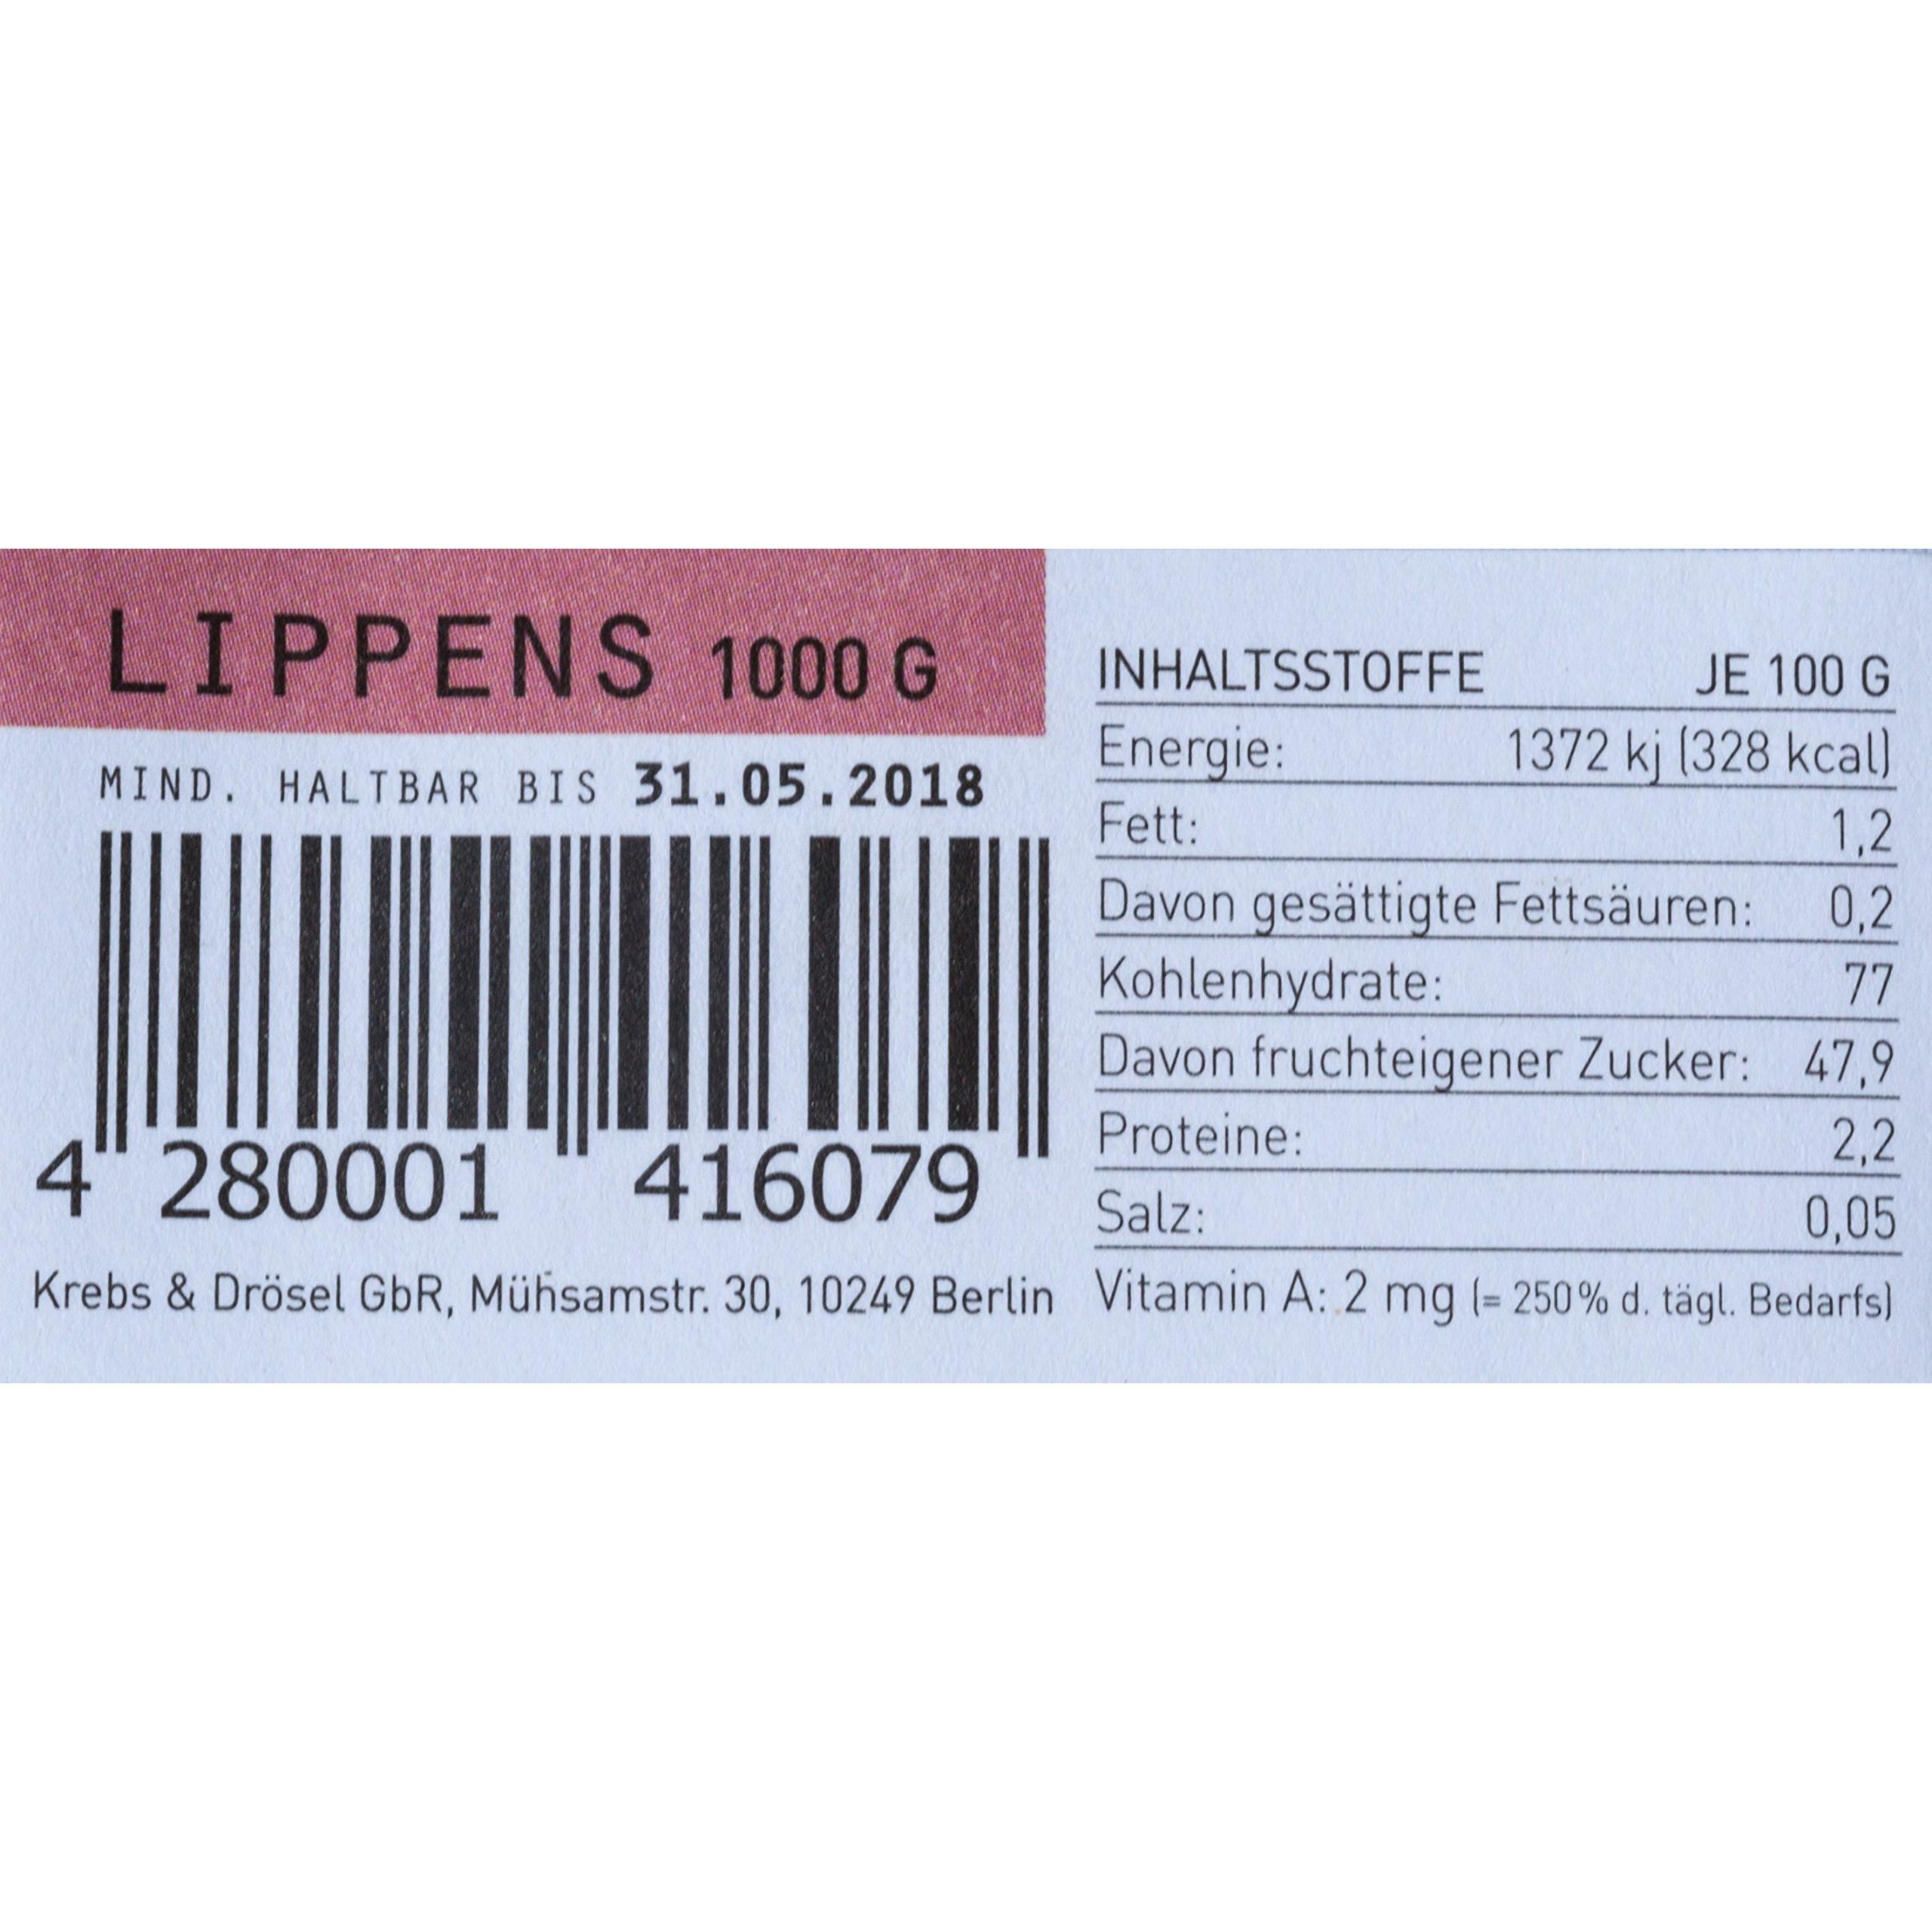 LIPPENS 1000 G
MIND. HALTBAR BIS 31.05.2018
4 280001 416079
Krebs & Drösel GbR, Mühsamstr. 30, 10249 Berlin
INHALTSSTOFFE JE 100 G
Energie: 1372 kj (328 kcal)
Fett: 1,2
Davon gesättigte Fettsäuren: 0,2
Kohlenhydrate: 77
Davon fruchteigener Zucker: 47,9
Proteine: 2,2
Salz: 0,05
Vitamin A: 2 mg (= 250% d. tägl. Bedarfs)